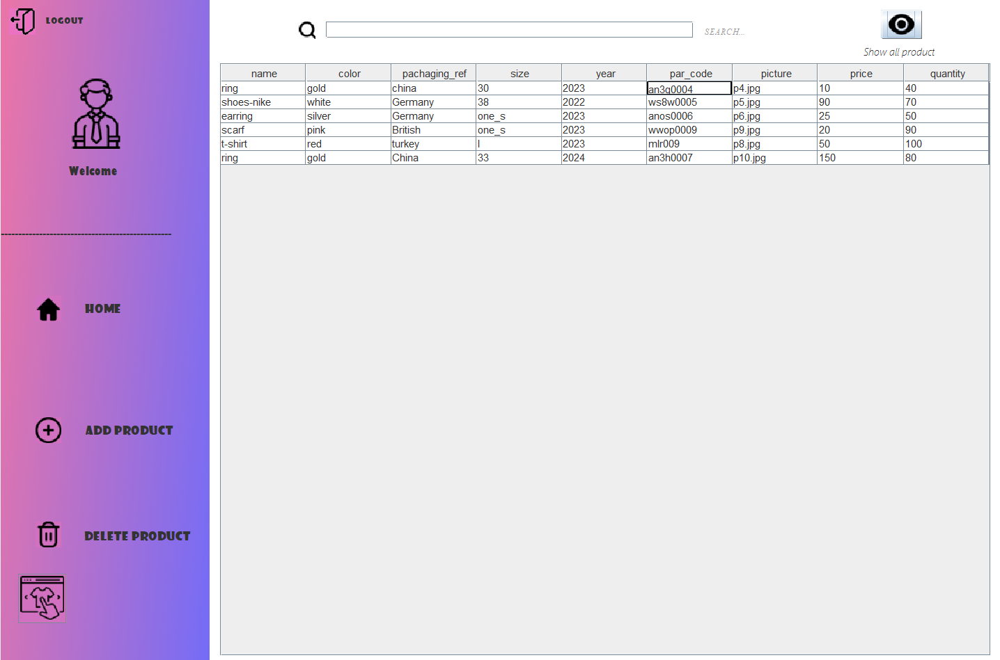 LOGOUT
Welcome
------------------------------------------------
HOME
ADD PRODUCT
DELETE PRODUCT
SEARCH...
Show all product
name color pachaging_ref size year par_code picture price quantity
ring gold china 30 2023 an3g0004 p4.jpg 10 40
shoes-nike white Germany 38 2022 ws8w0005 p5.jpg 90 70
earring silver Germany one_s 2023 anos0006 p6.jpg 25 50
scarf pink British one_s 2023 wwop0009 p9.jpg 20 90
t-shirt red turkey l 2023 mlr009 p8.jpg 50 100
ring gold China 33 2024 an3h0007 p10.jpg 150 80